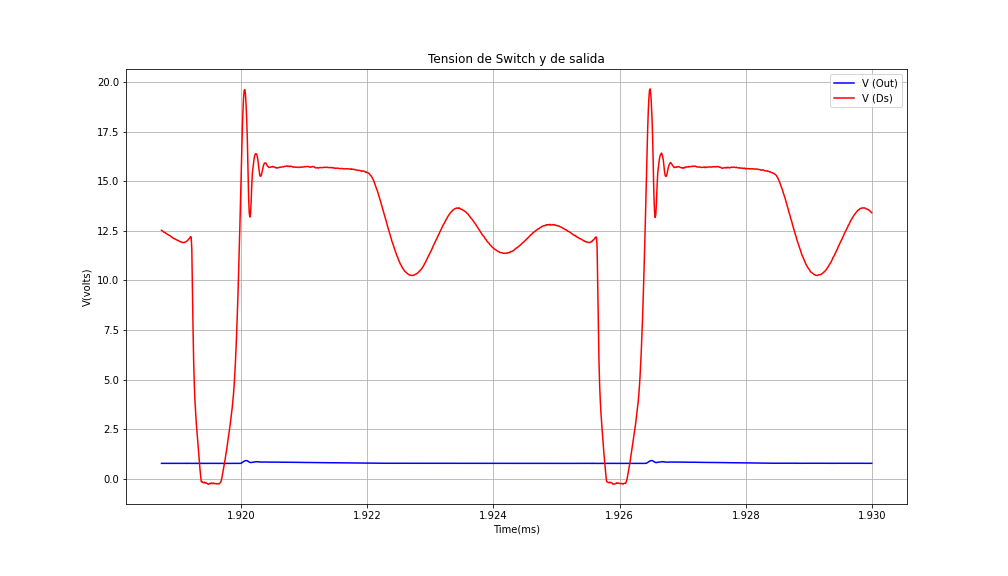 Tension de Switch y de salida
V (Out)
V (Ds)
20.0
17.5
15.0
12.5
10.0
7.5
5.0
2.5
0.0
V(volts)
1.920 1.922 1.924 1.926 1.928 1.930
Time(ms)